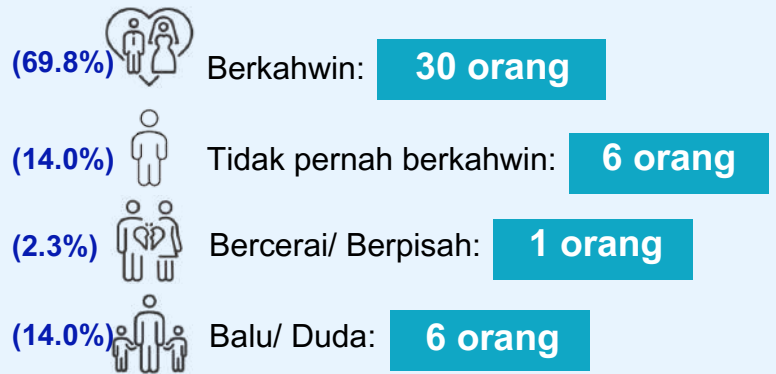 (69.8%) Berkahwin: 30 orang
(14.0%) Tidak pernah berkahwin: 6 orang
(2.3%) Bercerai/ Berpisah: 1 orang
(14.0%) Balu/ Duda: 6 orang